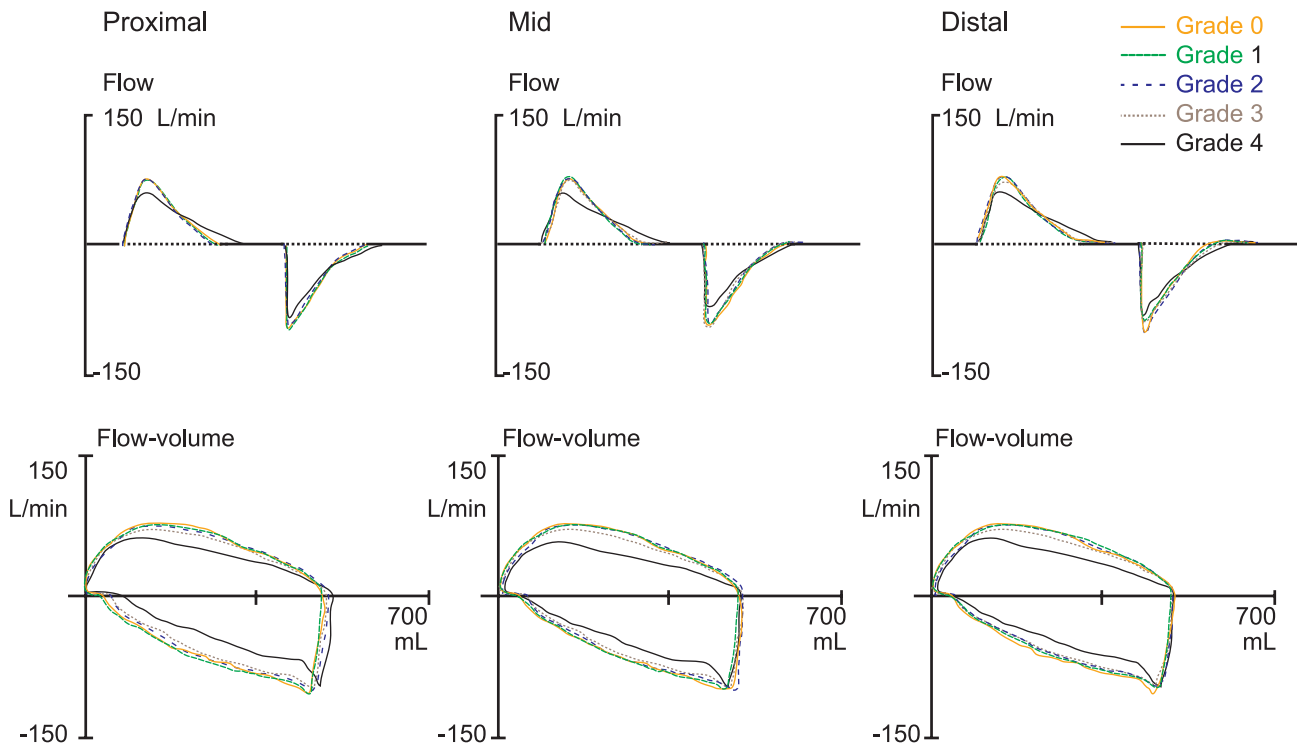 Proximal
Mid
Distal
Grade 0
Grade 1
Grade 2
Grade 3
Grade 4
Flow
150 L/min
-150
Flow
150 L/min
-150
Flow
150 L/min
-150
Flow-volume
150
L/min
700
mL
-150
Flow-volume
150
L/min
700
mL
-150
Flow-volume
150
L/min
700
mL
-150